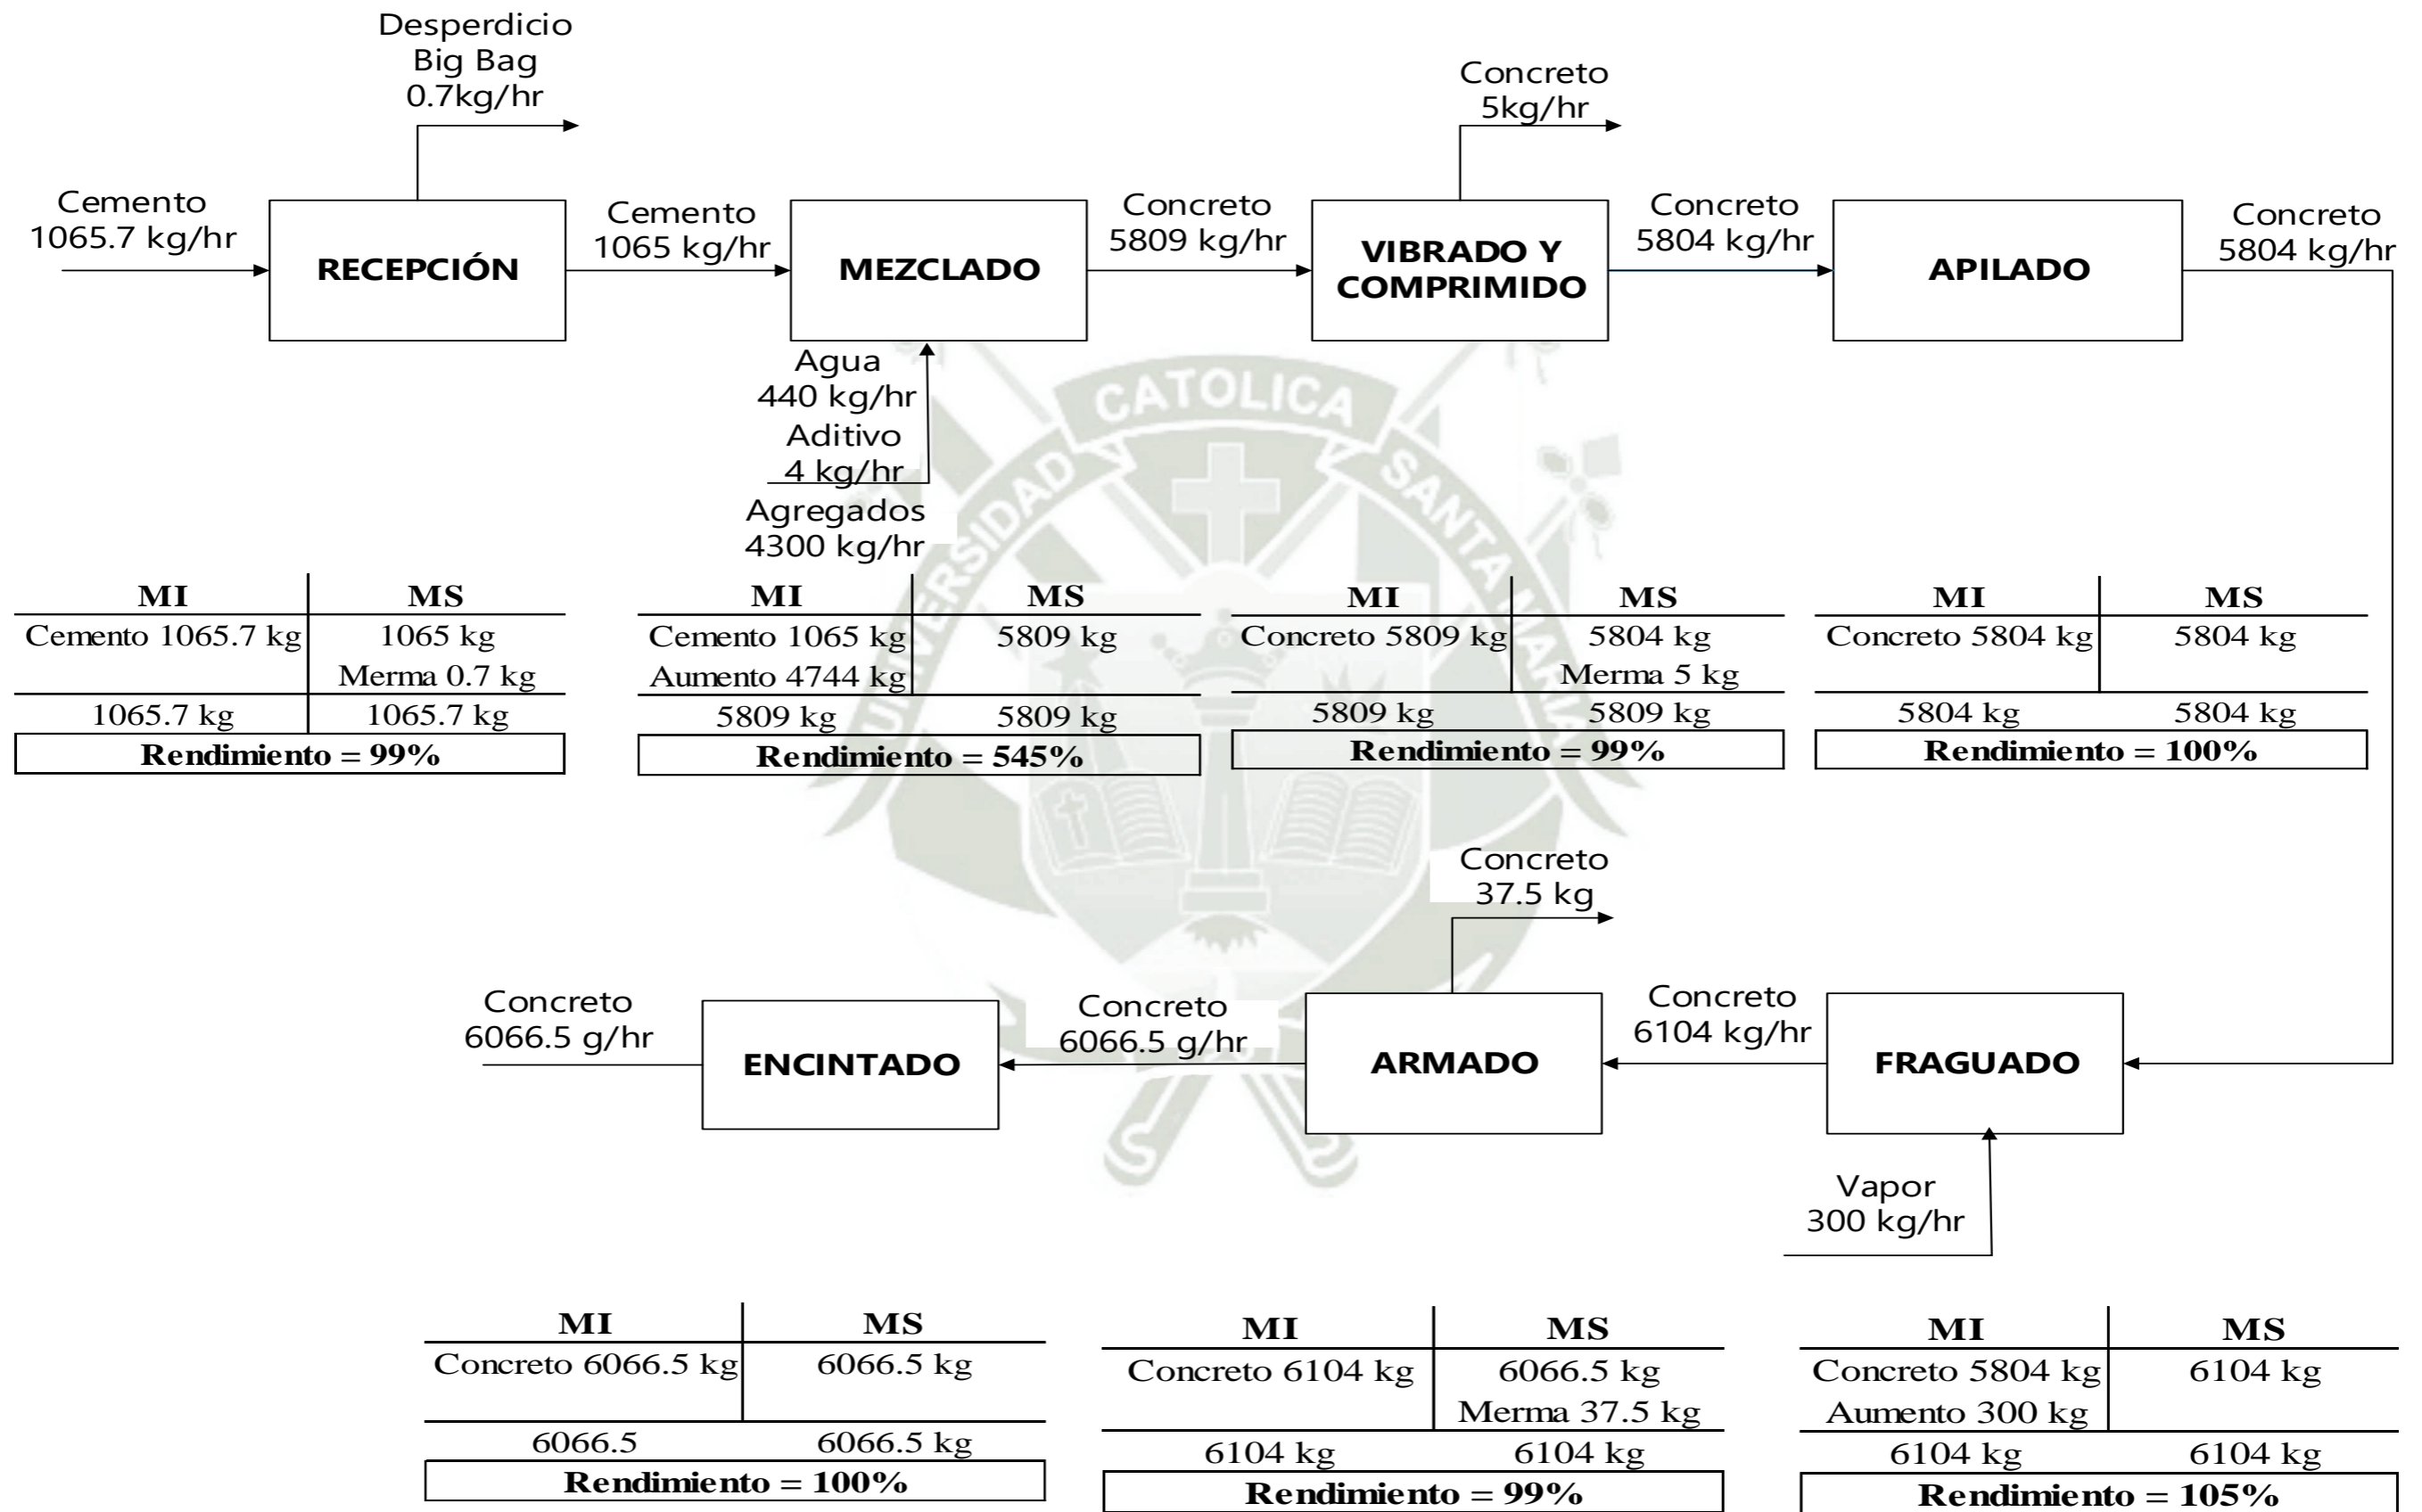 Desperdicio
Big Bag
0.7kg/hr
Concreto
5kg/hr
Cemento
1065.7 kg/hr
RECEPCIÓN
Cemento
1065 kg/hr
MEZCLADO
Concreto
5809 kg/hr
VIBRADO Y
COMPRIMIDO
Concreto
5804 kg/hr
APILADO
Concreto
5804 kg/hr
Agua
440 kg/hr
Aditivo
4 kg/hr
Agregados
4300 kg/hr
UNIVERSIDAD CATOLICA SANTA MARIA
MI MS
Cemento 1065.7 kg 1065 kg
Merma 0.7 kg
1065.7 kg 1065.7 kg
Rendimiento = 99%
MI MS
Cemento 1065 kg 5809 kg
Aumento 4744 kg
5809 kg 5809 kg
Rendimiento = 545%
MI MS
Concreto 5809 kg 5804 kg
Merma 5 kg
5809 kg 5809 kg
Rendimiento = 99%
MI MS
Concreto 5804 kg 5804 kg
5804 kg 5804 kg
Rendimiento = 100%
Concreto
37.5 kg
Concreto
6066.5 g/hr
ENCINTADO
Concreto
6066.5 g/hr
ARMADO
Concreto
6104 kg/hr
FRAGUADO
Vapor
300 kg/hr
MI MS
Concreto 6066.5 kg 6066.5 kg
6066.5 6066.5 kg
Rendimiento = 100%
MI MS
Concreto 6104 kg 6066.5 kg
Merma 37.5 kg
6104 kg 6104 kg
Rendimiento = 99%
MI MS
Concreto 5804 kg 6104 kg
Aumento 300 kg
6104 kg 6104 kg
Rendimiento = 105%